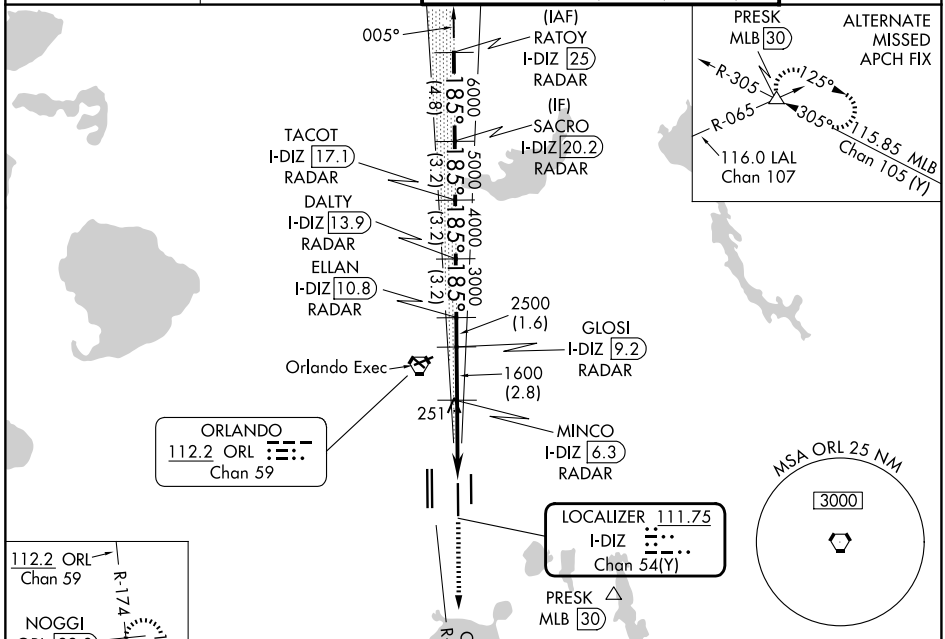 005°
(IAF)
RATOY
I-DIZ 25
RADAR
6000
(4.8)
185°
(IF)
SACRO
I-DIZ 20.2
RADAR
TACOT
I-DIZ 17.1
RADAR
5000
(3.2)
185°
DALTY
I-DIZ 13.9
RADAR
4000
(3.2)
185°
ELLAN
I-DIZ 10.8
RADAR
3000
(3.2)
185°
2500
(1.6)
GLOSI
I-DIZ 9.2
RADAR
Orlando Exec
1600
(2.8)
251
MINCO
I-DIZ 6.3
RADAR
ORLANDO
112.2 ORL
Chan 59
LOCALIZER 111.75
I-DIZ
Chan 54(Y)
PRESK
MLB 30
MSA ORL 25 NM
3000
PRESK
MLB 30
ALTERNATE
MISSED
APCH FIX
R-305
125°
R-065
305°
115.85 MLB
Chan 105 (Y)
116.0 LAL
Chan 107
112.2 ORL
Chan 59
R-174
NOGGI